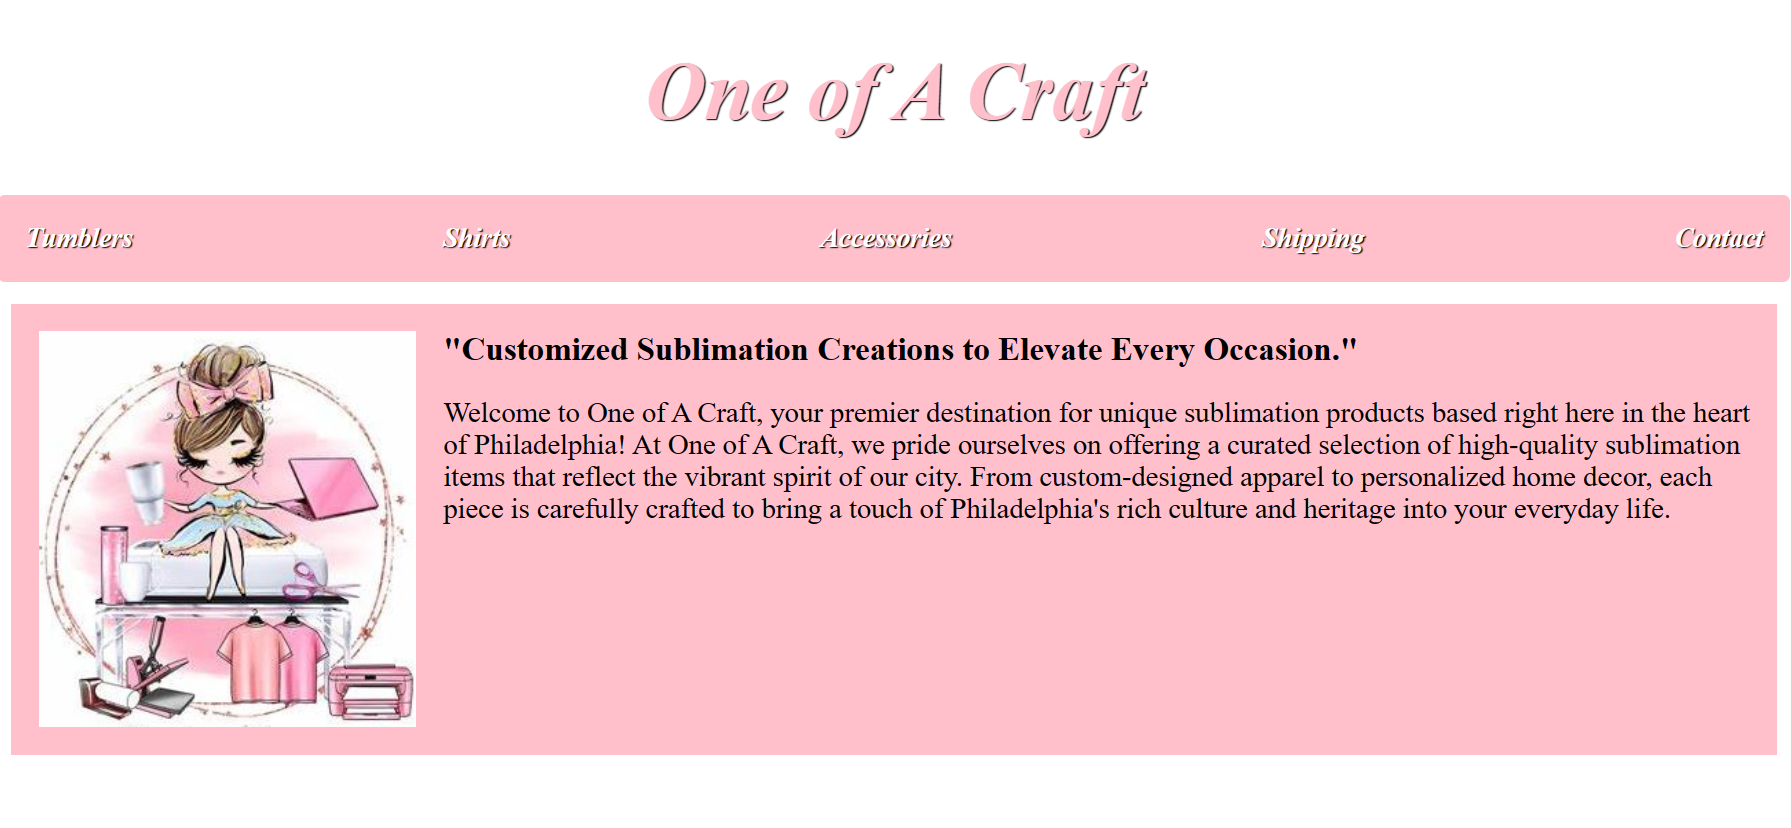 One of A Craft
Tumblers Shirts Accessories Shipping Contact
"Customized Sublimation Creations to Elevate Every Occasion."
Welcome to One of A Craft, your premier destination for unique sublimation products based right here in the heart
of Philadelphia! At One of A Craft, we pride ourselves on offering a curated selection of high-quality sublimation
items that reflect the vibrant spirit of our city. From custom-designed apparel to personalized home decor, each
piece is carefully crafted to bring a touch of Philadelphia's rich culture and heritage into your everyday life.